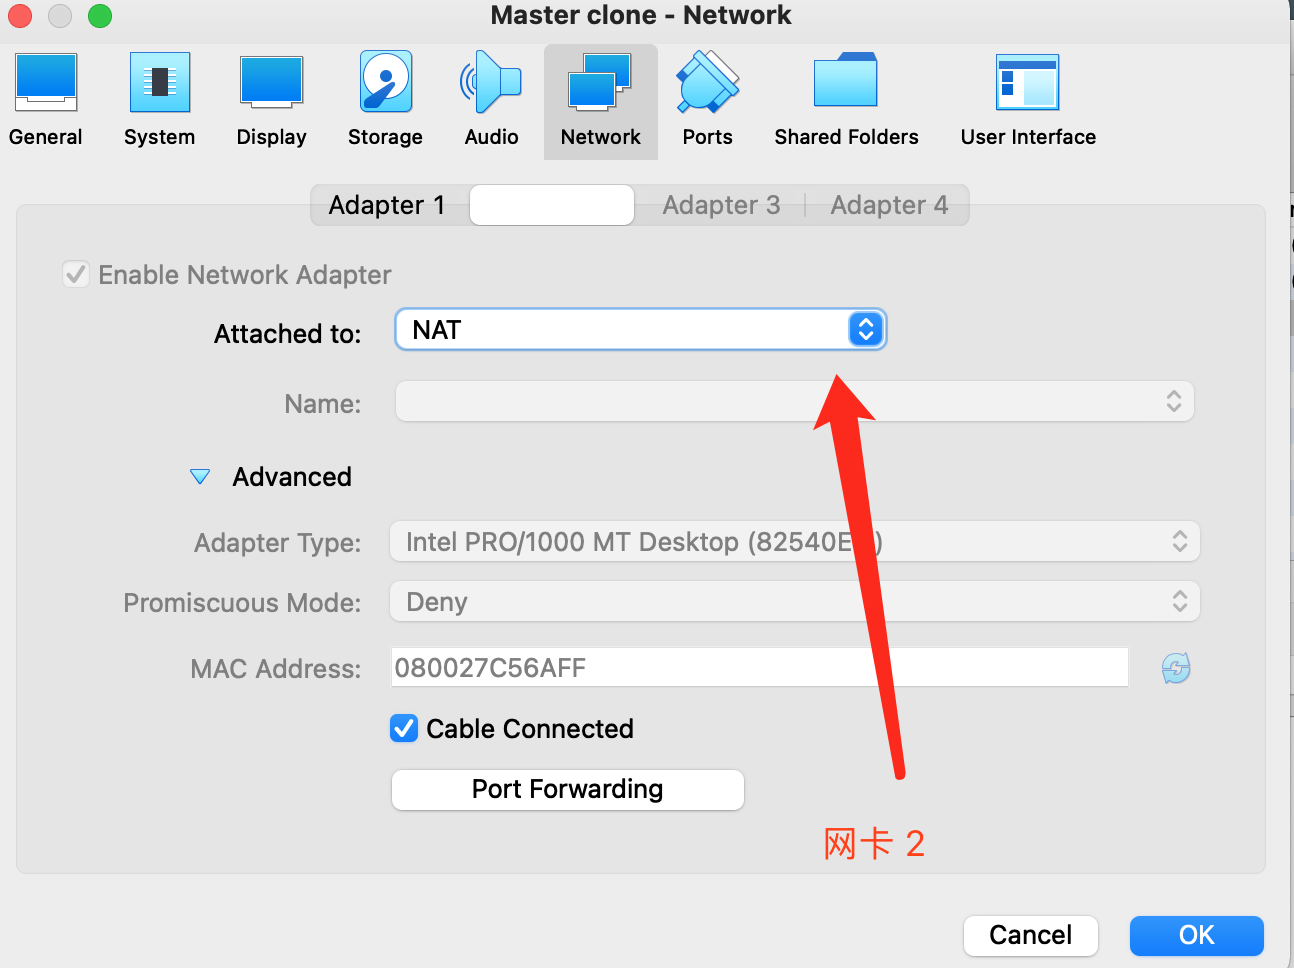 Master clone - Network
General System Display Storage Audio Network Ports Shared Folders User Interface
Adapter 1 Adapter 3 Adapter 4
Enable Network Adapter
Attached to: NAT
Name:
Advanced
Adapter Type: Intel PRO/1000 MT Desktop
Promiscuous Mode: Deny
MAC Address: 080027C56AFF
Cable Connected
Port Forwarding
网卡 2
Cancel OK